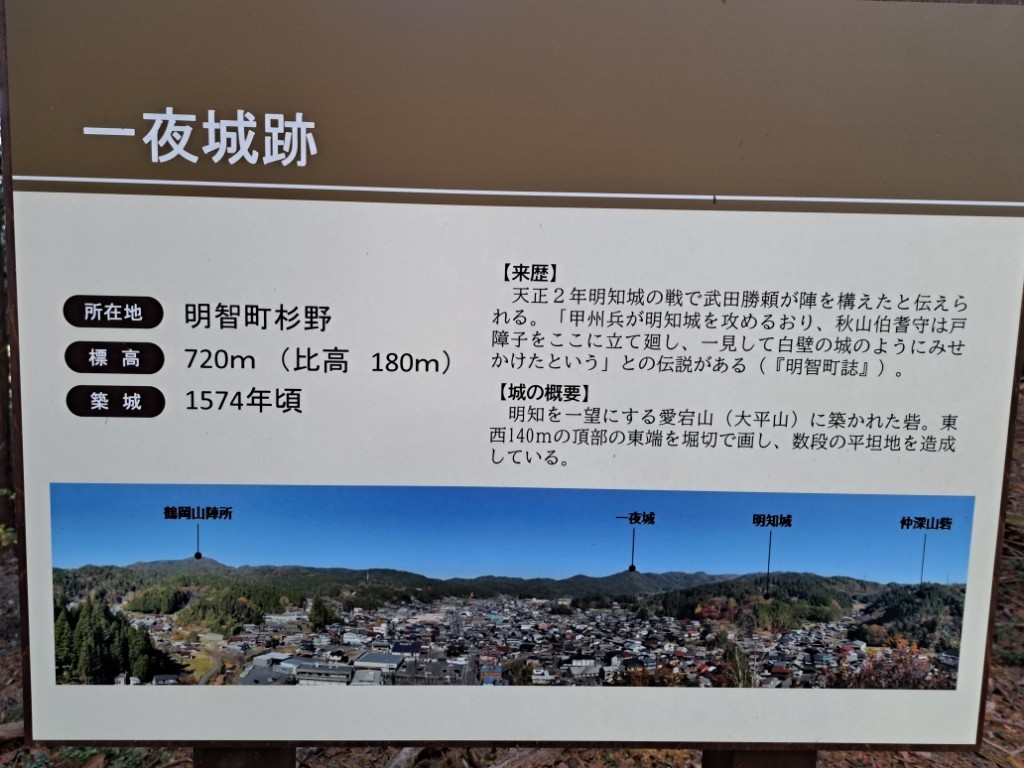 一夜城跡
所在地 明智町杉野
標高 720m （比高 180m）
築城 1574年頃
【来歴】
天正２年明知城の戦で武田勝頼が陣を構えたと伝えら
れる。「甲州兵が明知城を攻めるおり、秋山伯耆守は戸
障子をここに立て廻し、一見して白壁の城のようにみせ
かけたという」との伝説がある（『明智町誌』）。
【城の概要】
明知を一望にする愛宕山（大平山）に築かれた砦。東
西140mの頂部の東端を堀切で画し、数段の平坦地を造成
している。
鶴岡山陣所
一夜城
明知城
仲深山砦